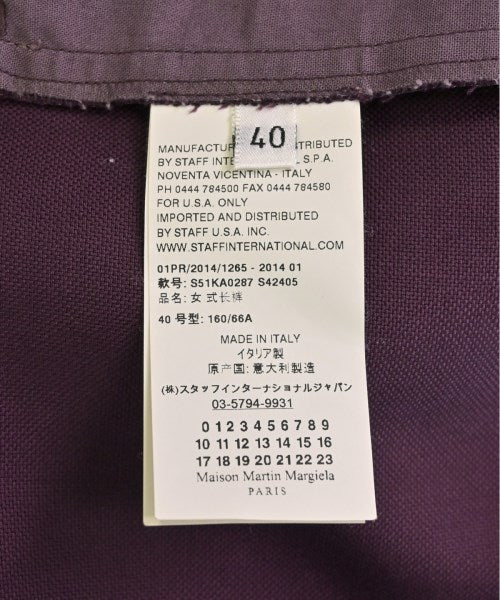 40
MANUFACTUR
TRIBUTED
BY STAFF INTE L S.P.A.
NOVENTA VICENTINA - ITALY
PH 0444 784500 FAX 0444 784580
FOR U.S.A. ONLY
IMPORTED AND DISTRIBUTED
BY STAFF U.S.A. INC.
WWW.STAFFINTERNATIONAL.COM
01PR/2014/1265 - 2014 01
款号: S51KA0287 S42405
品名: 女 式长裤
40 号型: 160/66A
MADE IN ITALY
イタリア製
原产国: 意大利製造
(株)スタッフインターナショナルジャパン
03-5794-9931
0 1 2 3 4 5 6 7 8 9
10 11 12 13 14 15 16
17 18 19 20 21 22 23
Maison Martin Margiela
PARIS